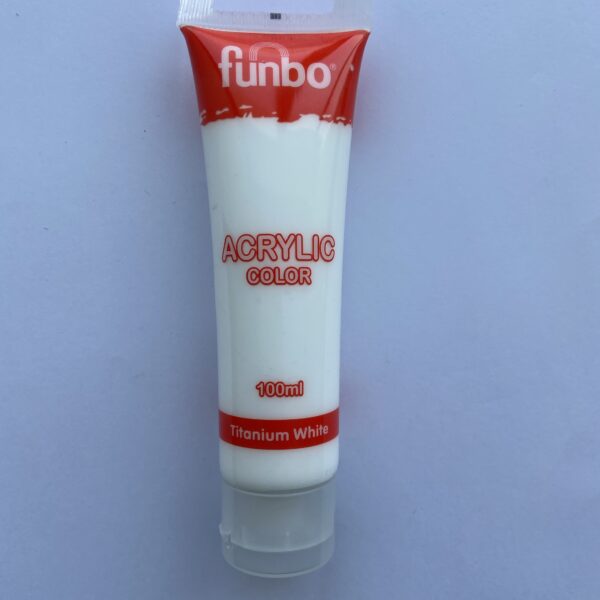 funbo®
ACRYLIC
COLOR
100ml
Titanium White